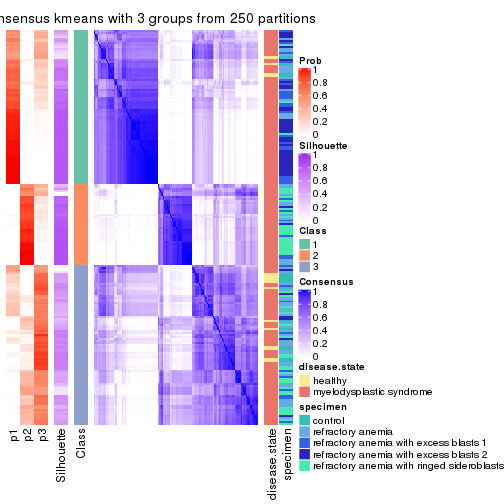 nsensus kmeans with 3 groups from 250 partitions
Prob
1
0.8
0.6
0.4
0.2
0
Silhouette
1
0.8
0.6
0.4
0.2
0
Class
1
2
3
Consensus
1
0.8
0.6
0.4
0.2
0
disease.state
healthy
myelodysplastic syndrome
specimen
control
refractory anemia
refractory anemia with excess blasts 1
refractory anemia with excess blasts 2
refractory anemia with ringed sideroblasts
p1
p2
p3
Silhouette
Class
disease.state
specimen